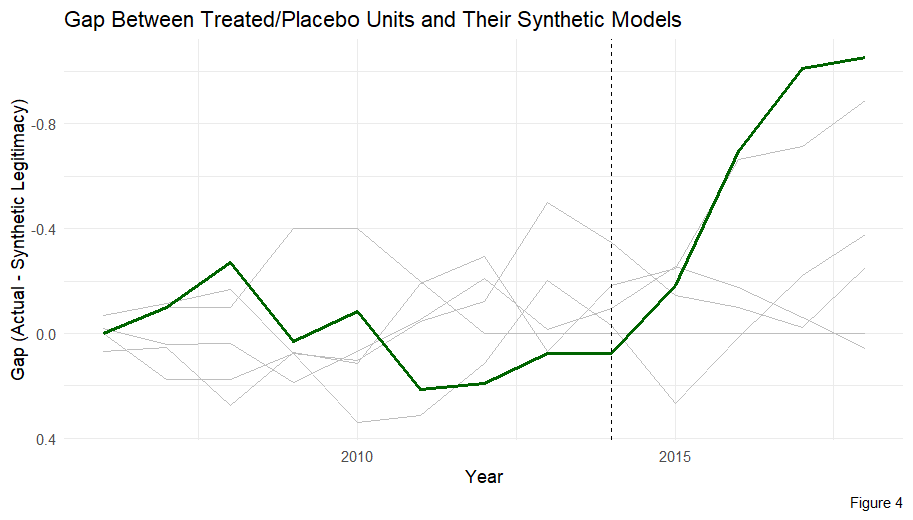 Gap Between Treated/Placebo Units and Their Synthetic Models
Gap (Actual - Synthetic Legitimacy)
-0.8
-0.4
0.0
0.4
2010
2015
Year
Figure 4